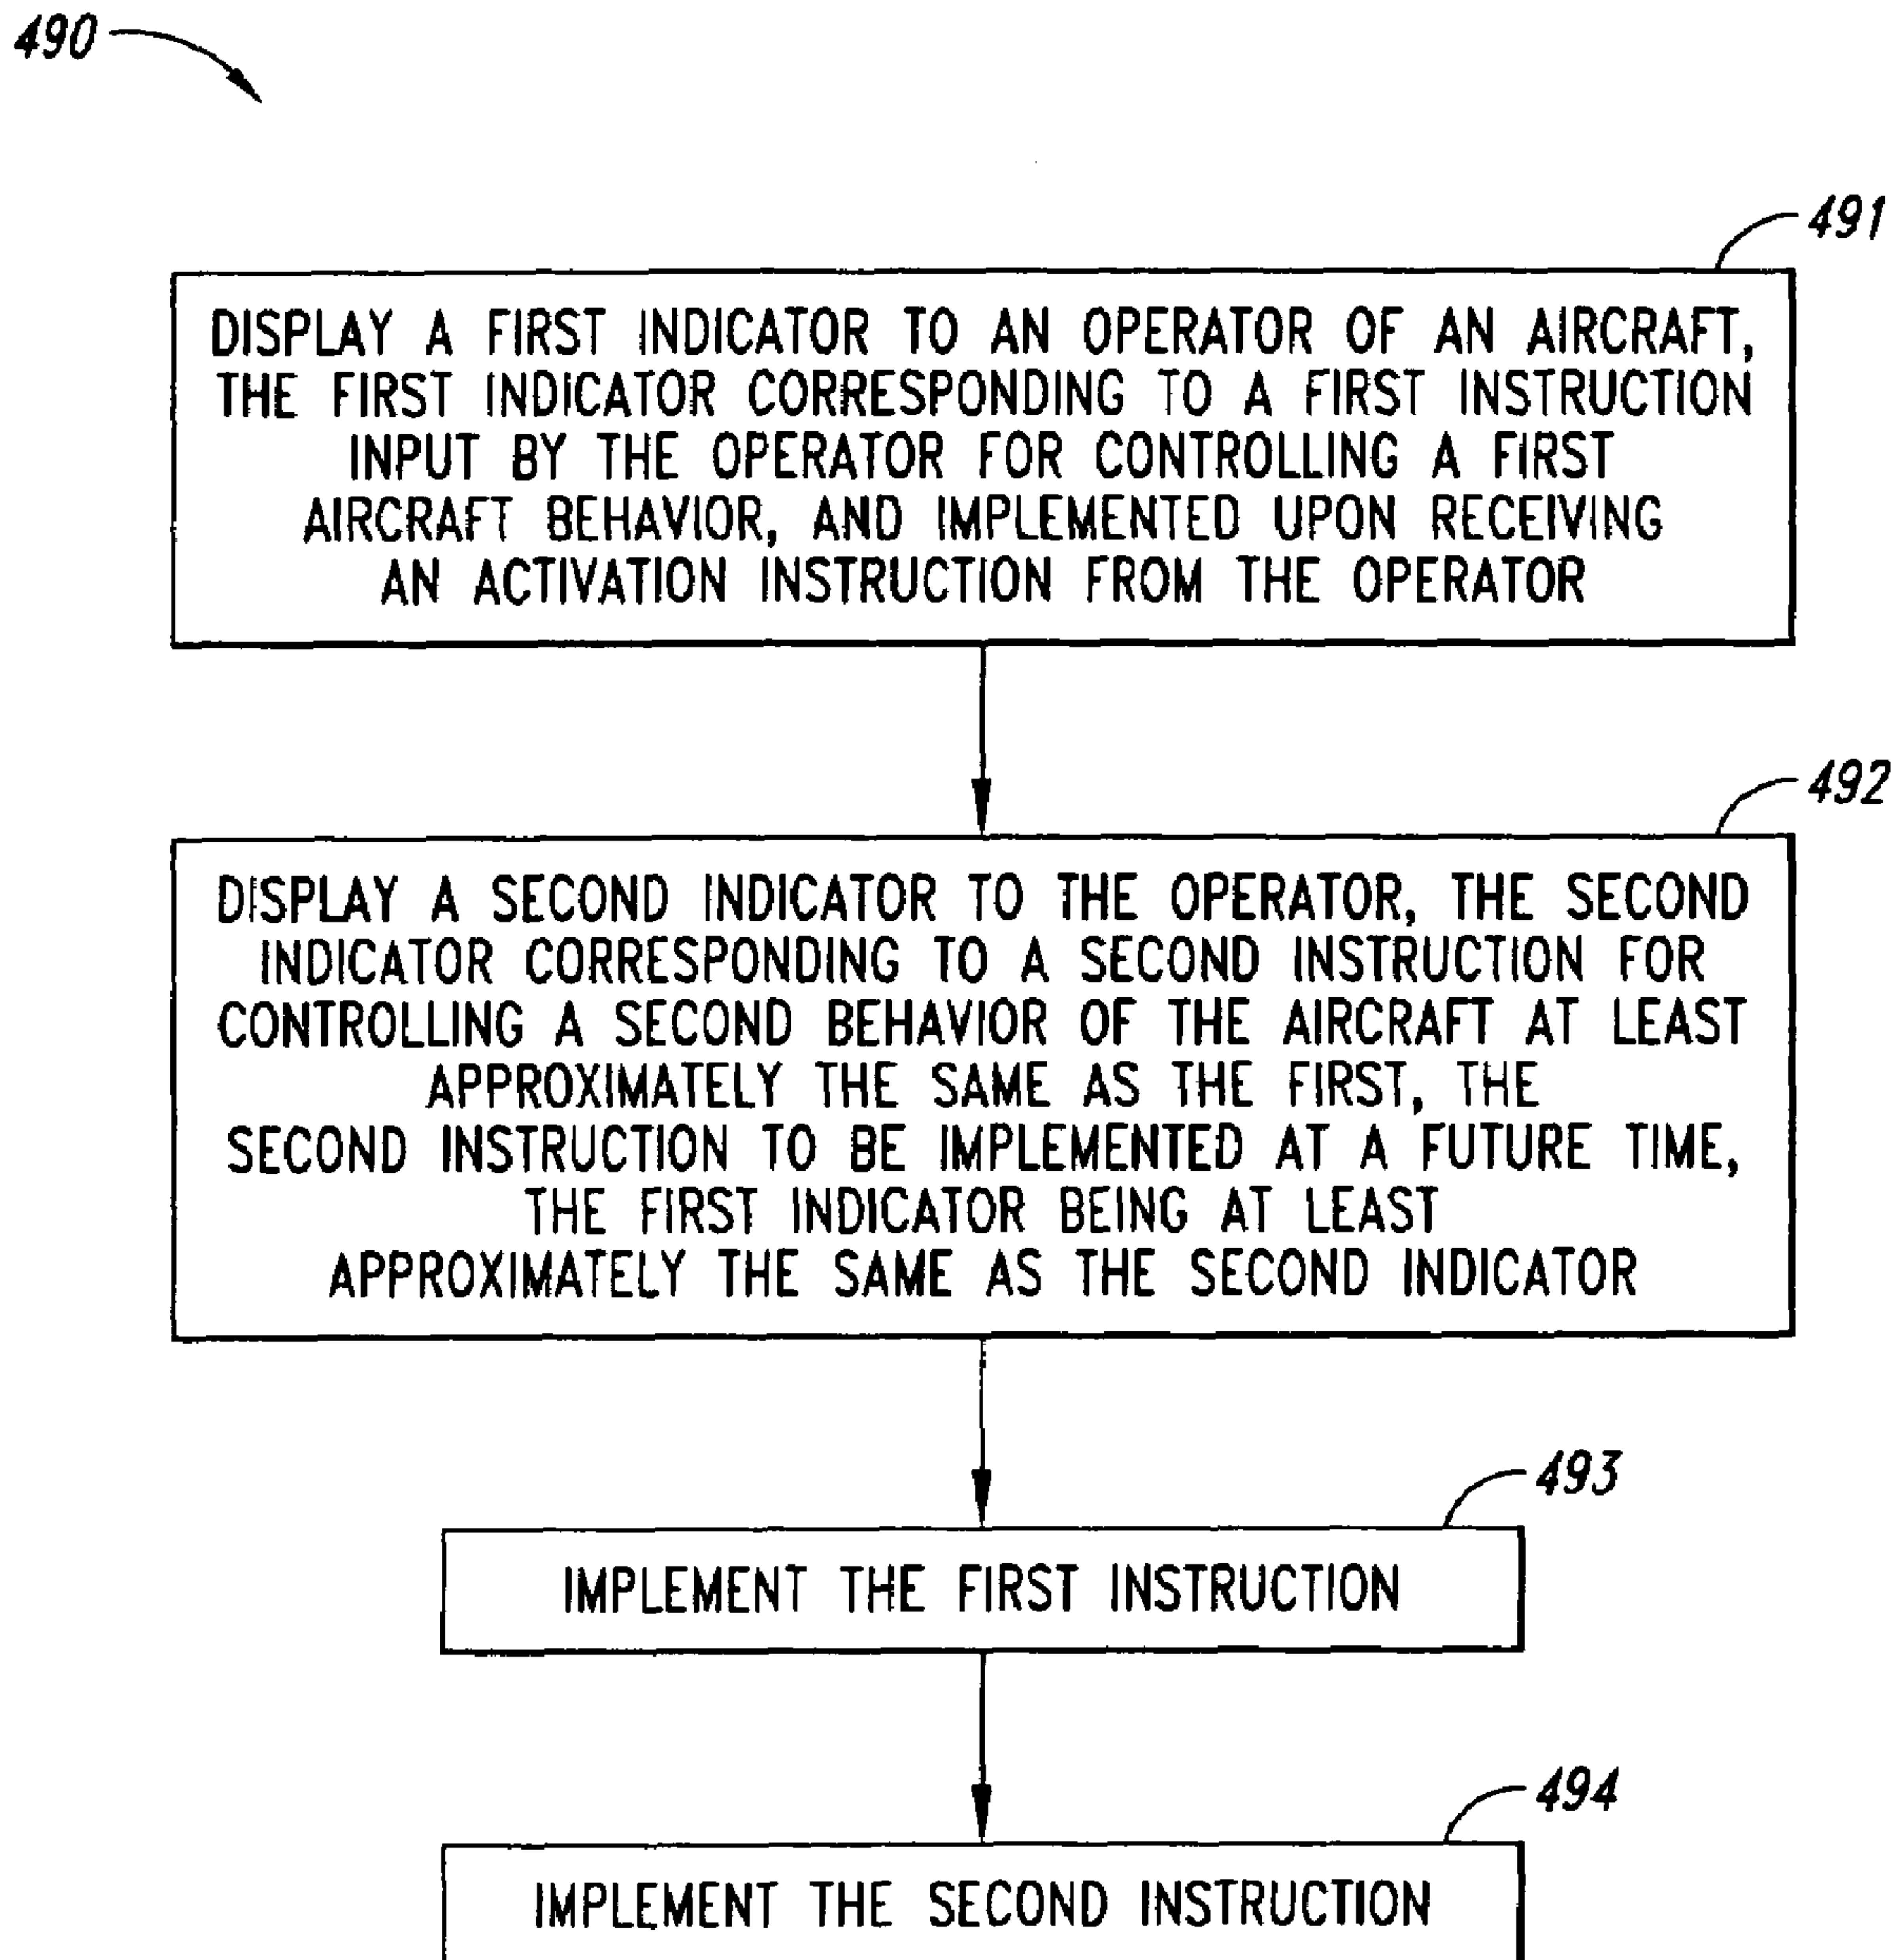 490
491
DISPLAY A FIRST INDICATOR TO AN OPERATOR OF AN AIRCRAFT,
THE FIRST INDICATOR CORRESPONDING TO A FIRST INSTRUCTION
INPUT BY THE OPERATOR FOR CONTROLLING A FIRST
AIRCRAFT BEHAVIOR, AND IMPLEMENTED UPON RECEIVING
AN ACTIVATION INSTRUCTION FROM THE OPERATOR
492
DISPLAY A SECOND INDICATOR TO THE OPERATOR, THE SECOND
INDICATOR CORRESPONDING TO A SECOND INSTRUCTION FOR
CONTROLLING A SECOND BEHAVIOR OF THE AIRCRAFT AT LEAST
APPROXIMATELY THE SAME AS THE FIRST, THE
SECOND INSTRUCTION TO BE IMPLEMENTED AT A FUTURE TIME,
THE FIRST INDICATOR BEING AT LEAST
APPROXIMATELY THE SAME AS THE SECOND INDICATOR
493
IMPLEMENT THE FIRST INSTRUCTION
494
IMPLEMENT THE SECOND INSTRUCTION